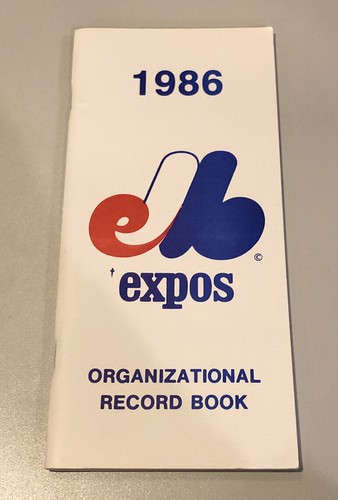 1986
©
expos
ORGANIZATIONAL
RECORD BOOK